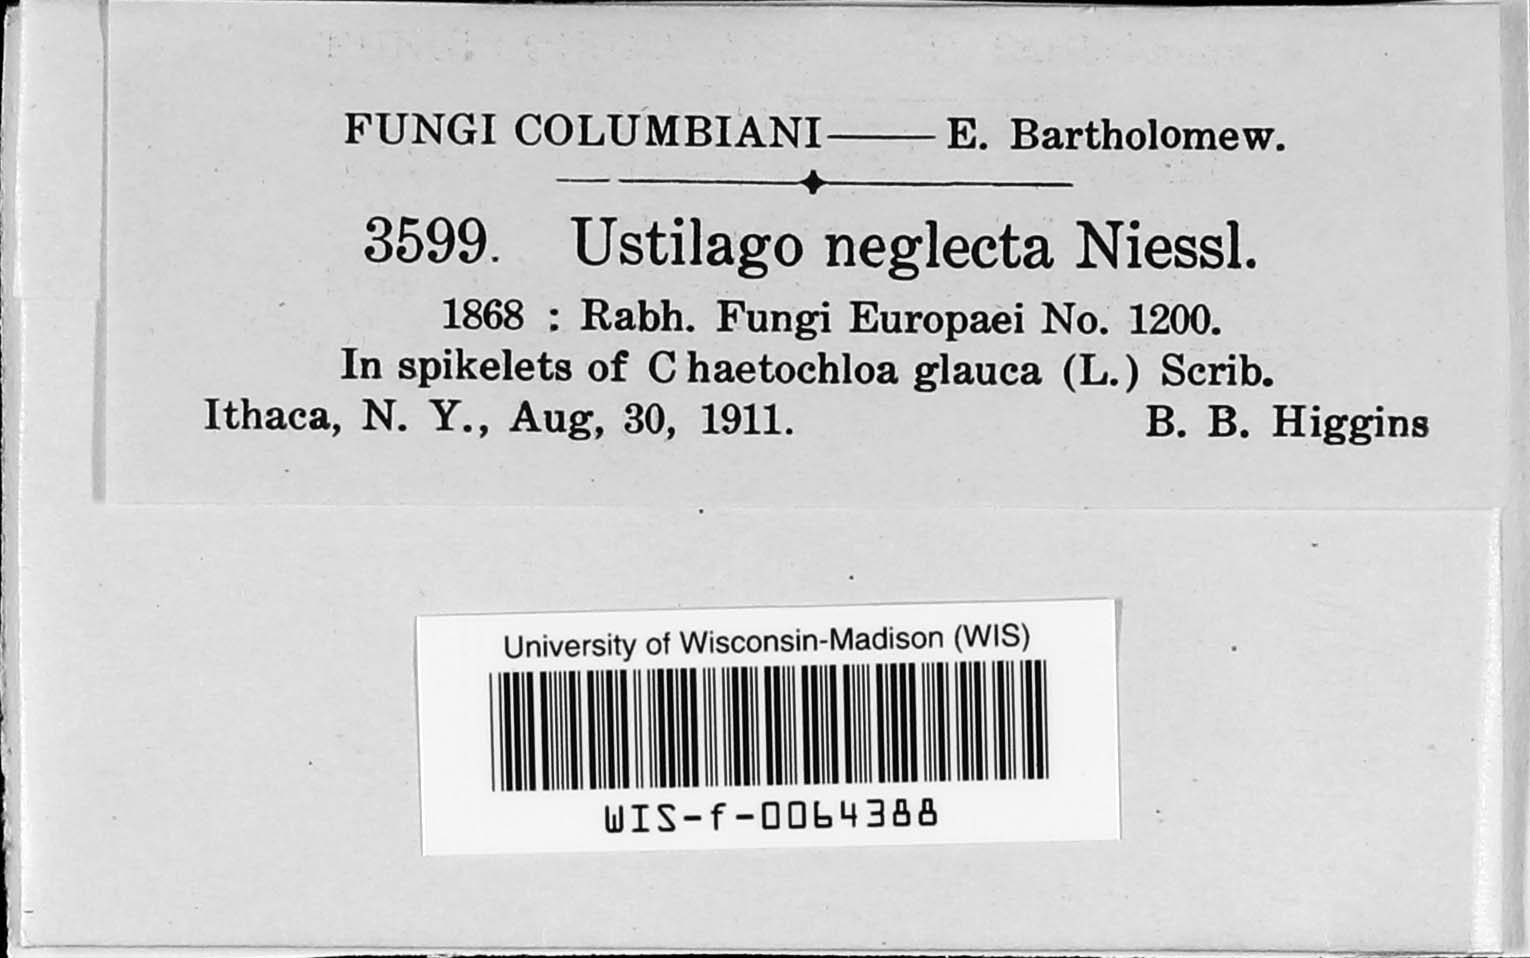 FUNGI COLUMBIANI—— E. Bartholomew.
3599. Ustilago neglecta Niessl.
1868 : Rabh. Fungi Europaei No. 1200.
In spikelets of C haetochloa glauca (L.) Scrib.
Ithaca, N. Y., Aug, 30, 1911. B. B. Higgins
University of Wisconsin-Madison (WIS)
WIS-f-0064388